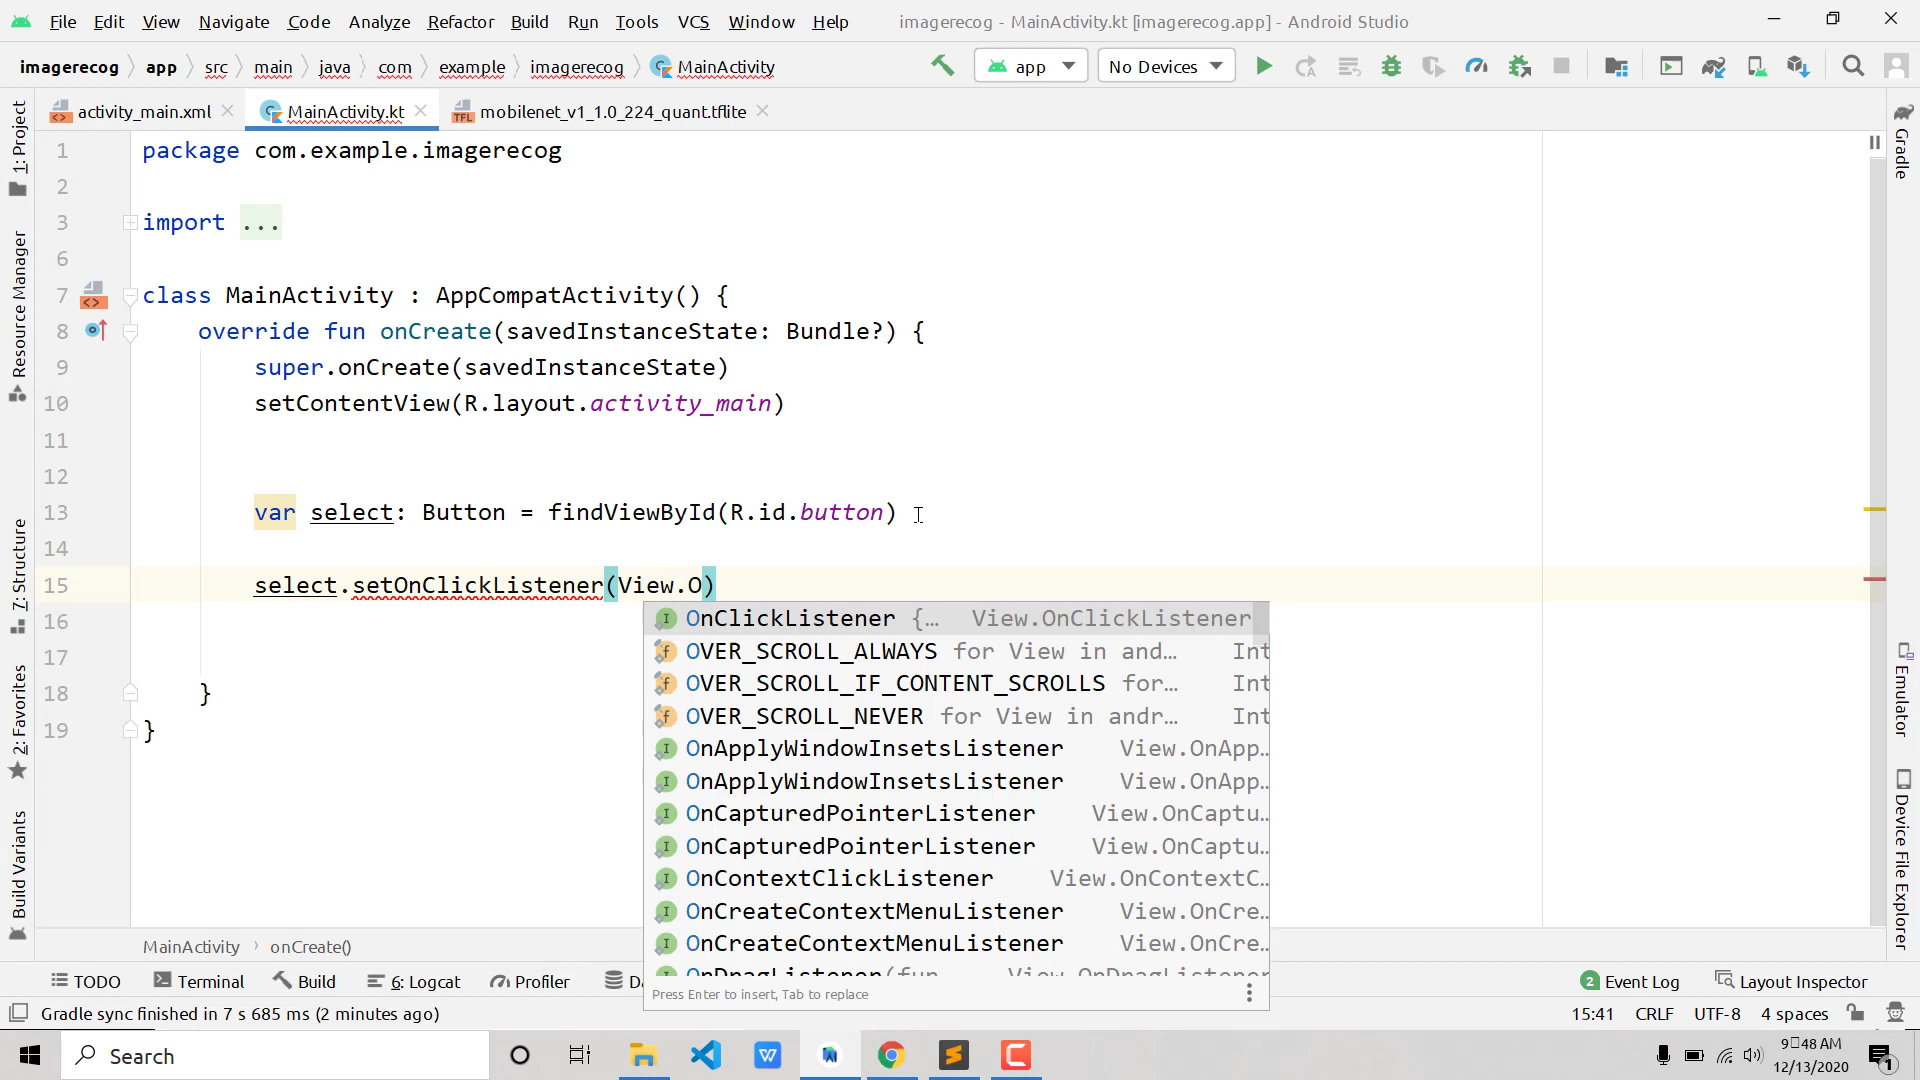 File Edit View Navigate Code Analyze Refactor Build Run Tools VCS Window Help imagerecog - MainActivity.kt [imagerecog.app] - Android Studio
imagerecog app src main java com example imagerecog MainActivity app No Devices
activity_main.xml MainActivity.kt mobilenet_v1_1.0_224_quant.tflite
1: Project
Resource Manager
7: Structure
2: Favorites
Build Variants
1 package com.example.imagerecog
2
3 import ...
6
7 class MainActivity : AppCompatActivity() {
8 override fun onCreate(savedInstanceState: Bundle?) {
9 super.onCreate(savedInstanceState)
10 setContentView(R.layout.activity_main)
11
12
13 var select: Button = findViewById(R.id.button)
14
15 select.setOnClickListener(View.O)
16
17
18 }
19 }
OnClickListener {... View.OnClickListener
OVER_SCROLL_ALWAYS for View in and... Int
OVER_SCROLL_IF_CONTENT_SCROLLS for... Int
OVER_SCROLL_NEVER for View in andr... Int
OnApplyWindowInsetsListener View.OnApp...
OnApplyWindowInsetsListener View.OnApp...
OnCapturedPointerListener View.OnCaptu...
OnCapturedPointerListener View.OnCaptu...
OnContextClickListener View.OnContextC...
OnCreateContextMenuListener View.OnCre...
OnCreateContextMenuListener View.OnCre...
OnDragListener(fun View.OnDragListener
Press Enter to insert, Tab to replace
Gradle
Emulator
Device File Explorer
MainActivity onCreate()
TODO Terminal Build 6: Logcat Profiler 2 Event Log Layout Inspector
Gradle sync finished in 7 s 685 ms (2 minutes ago) 15:41 CRLF UTF-8 4 spaces
Search
9:48 AM
12/13/2020
1